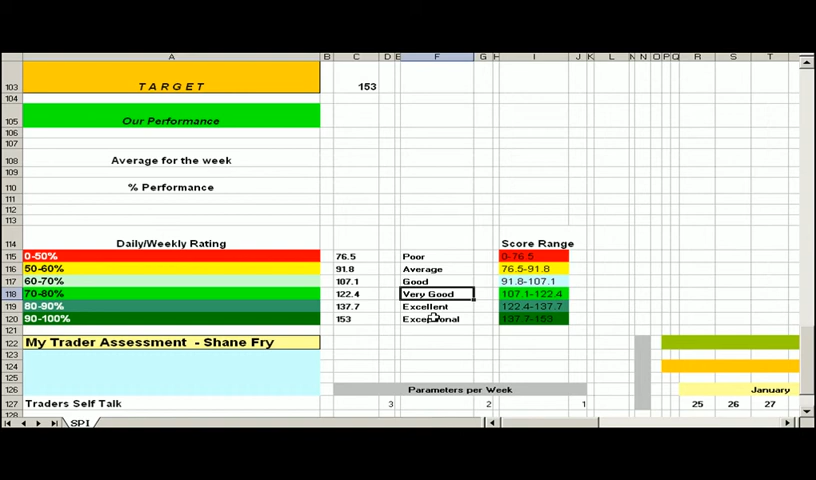 A B C D E F G H I J K L M N O P Q R S T
103 T A R G E T 153
104
105 Our Performance
106
107
108 Average for the week
109
110 % Performance
111
112
113
114 Daily/Weekly Rating Score Range
115 0-50% 76.5 Poor 0-76.5
116 50-60% 91.8 Average 76.5-91.8
117 60-70% 107.1 Good 91.8-107.1
118 70-80% 122.4 Very Good 107.1-122.4
119 80-90% 137.7 Excellent 122.4-137.7
120 90-100% 153 Exceptional 137.7-153
121
122 My Trader Assessment - Shane Fry
123
124
125
126 Parameters per Week January
127 Traders Self Talk 3 2 1 25 26 27
128
SPI